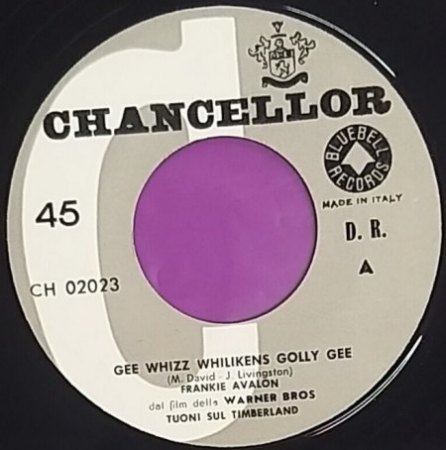 CHANCELLOR
BLUEBELL RECORDS
MADE IN ITALY
45
D. R.
A
CH 02023
GEE WHIZZ WHILIKENS GOLLY GEE
(M. David - J. Livingston)
FRANKIE AVALON
dal film della WARNER BROS
TUONI SUL TIMBERLAND